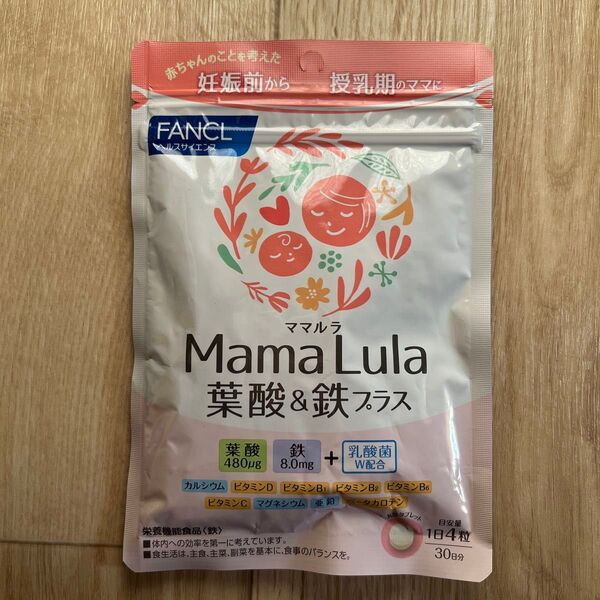 赤ちゃんのことを考えた
妊娠前から 授乳期のママに
FANCL
ヘルスサイエンス
ママルラ
Mama Lula
葉酸&鉄プラス
葉酸
480μg
鉄
8.0mg
+
乳酸菌
W配合
カルシウム ビタミンD ビタミンB1 ビタミンB2 ビタミンB6
ビタミンC マグネシウム 亜鉛 ベータカロテン
栄養機能食品〈鉄〉
■体内への効率を第一に考えています。
■食生活は、主食、主菜、副菜を基本に、食事のバランスを。
目安量
1日4粒
30日分